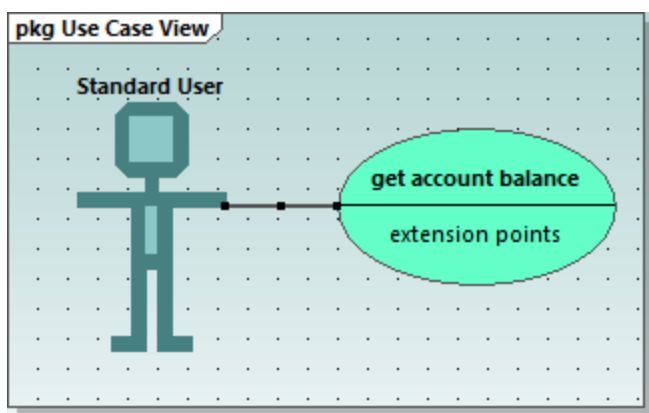 pkg Use Case View
Standard User
get account balance
extension points